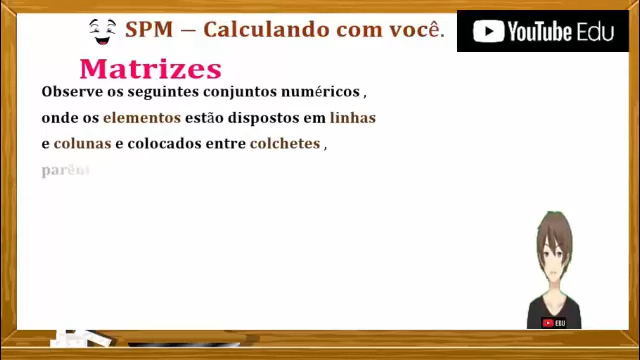 SPM – Calculando com você.
YouTube Edu
Matrizes
Observe os seguintes conjuntos numéricos ,
onde os elementos estão dispostos em linhas
e colunas e colocados entre colchetes ,
parênt
EDU